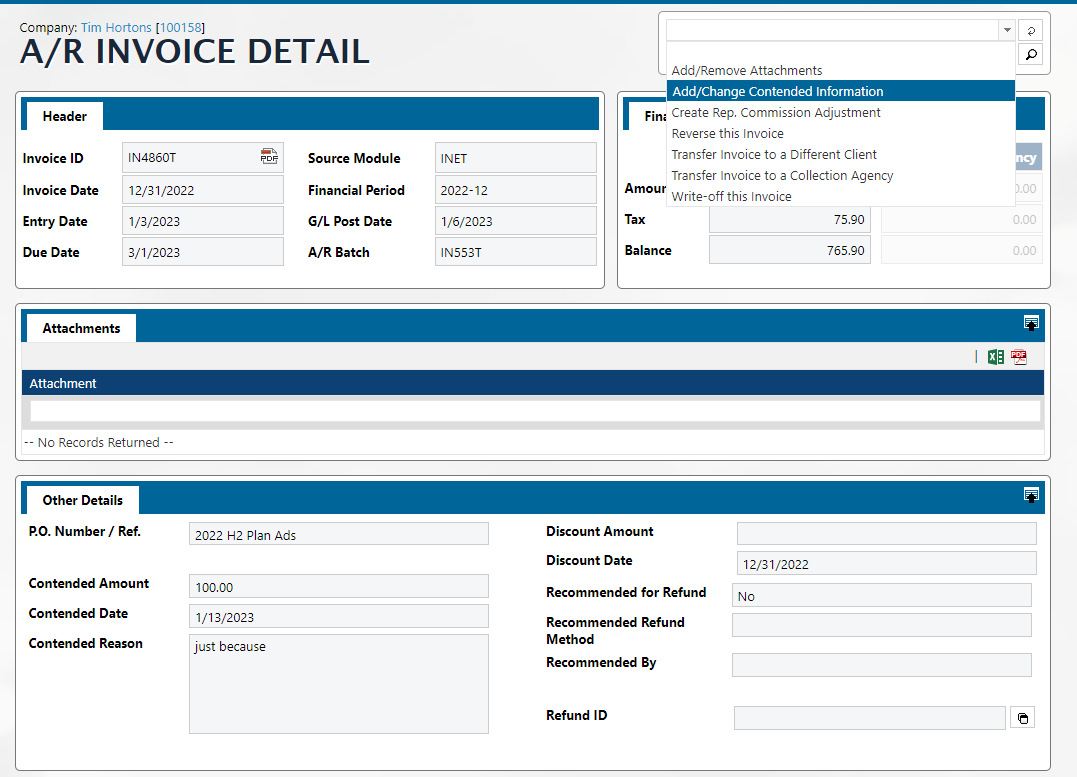 Company: Tim Hortons [100158]
A/R INVOICE DETAIL
Add/Remove Attachments
Add/Change Contended Information
Create Rep. Commission Adjustment
Reverse this Invoice
Transfer Invoice to a Different Client
Transfer Invoice to a Collection Agency
Write-off this Invoice
Header
Invoice ID IN4860T PDF Source Module INET
Invoice Date 12/31/2022 Financial Period 2022-12
Entry Date 1/3/2023 G/L Post Date 1/6/2023
Due Date 3/1/2023 A/R Batch IN553T
Fina
ncy
Amoun 0.00
Tax 75.90 0.00
Balance 765.90 0.00
Attachments
Attachment
-- No Records Returned --
Other Details
P.O. Number / Ref. 2022 H2 Plan Ads
Contended Amount 100.00
Contended Date 1/13/2023
Contended Reason just because
Discount Amount
Discount Date 12/31/2022
Recommended for Refund No
Recommended Refund
Method
Recommended By
Refund ID